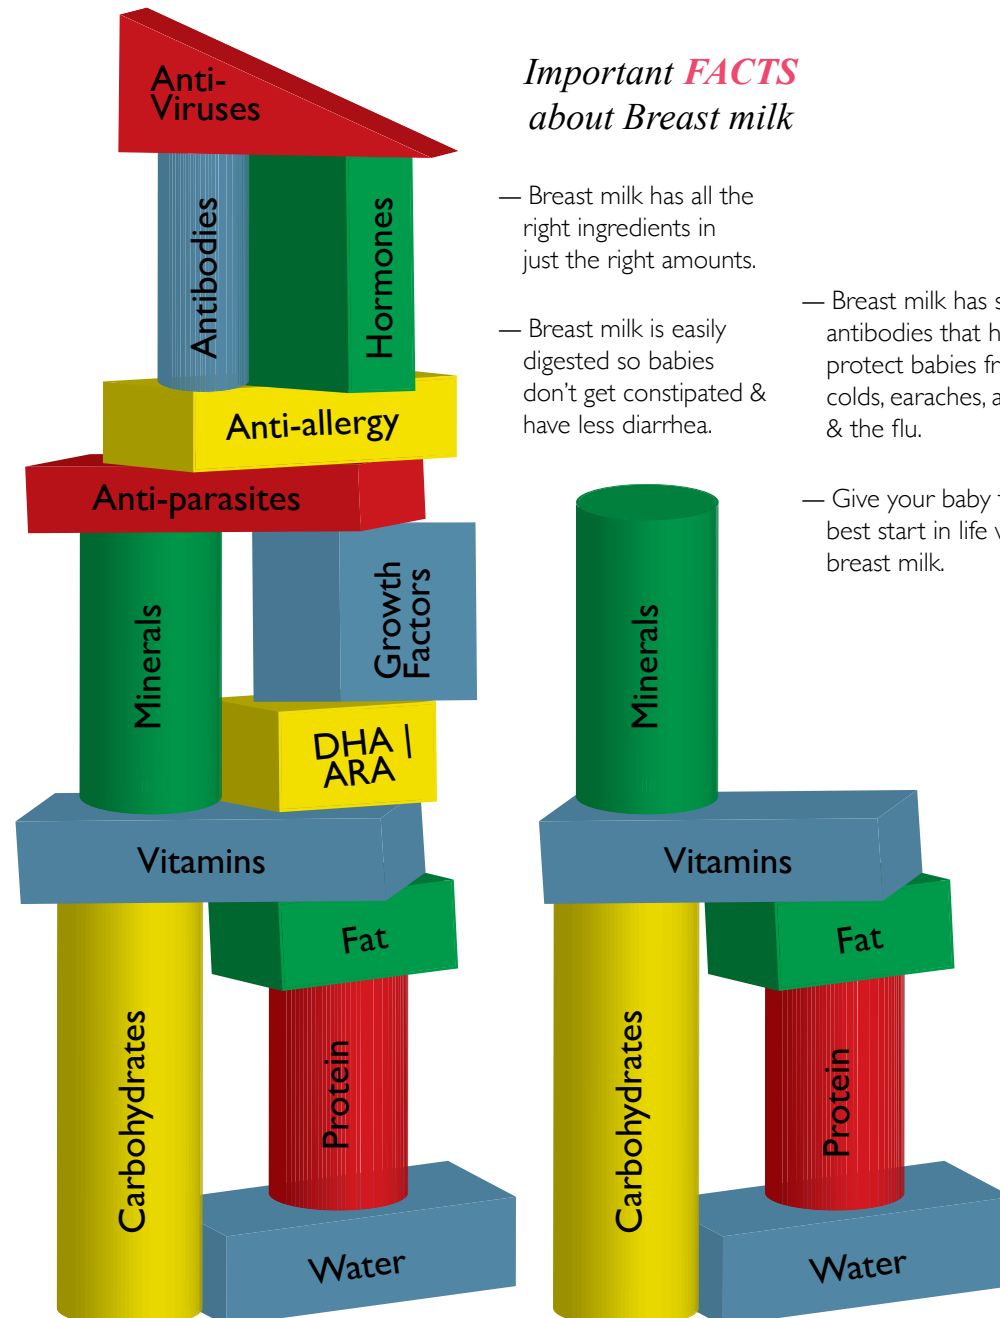 Important FACTS
about Breast milk
— Breast milk has all the
right ingredients in
just the right amounts.
— Breast milk is easily
digested so babies
don't get constipated &
have less diarrhea.
— Breast milk has
antibodies that
protect babies
colds, earaches,
& the flu.
— Give your baby
best start in life
breast milk.
Anti-
Viruses
Antibodies
Hormones
Anti-allergy
Anti-parasites
Minerals
Growth
Factors
DHA |
ARA
Vitamins
Fat
Carbohydrates
Protein
Water
Minerals
Vitamins
Fat
Carbohydrates
Protein
Water